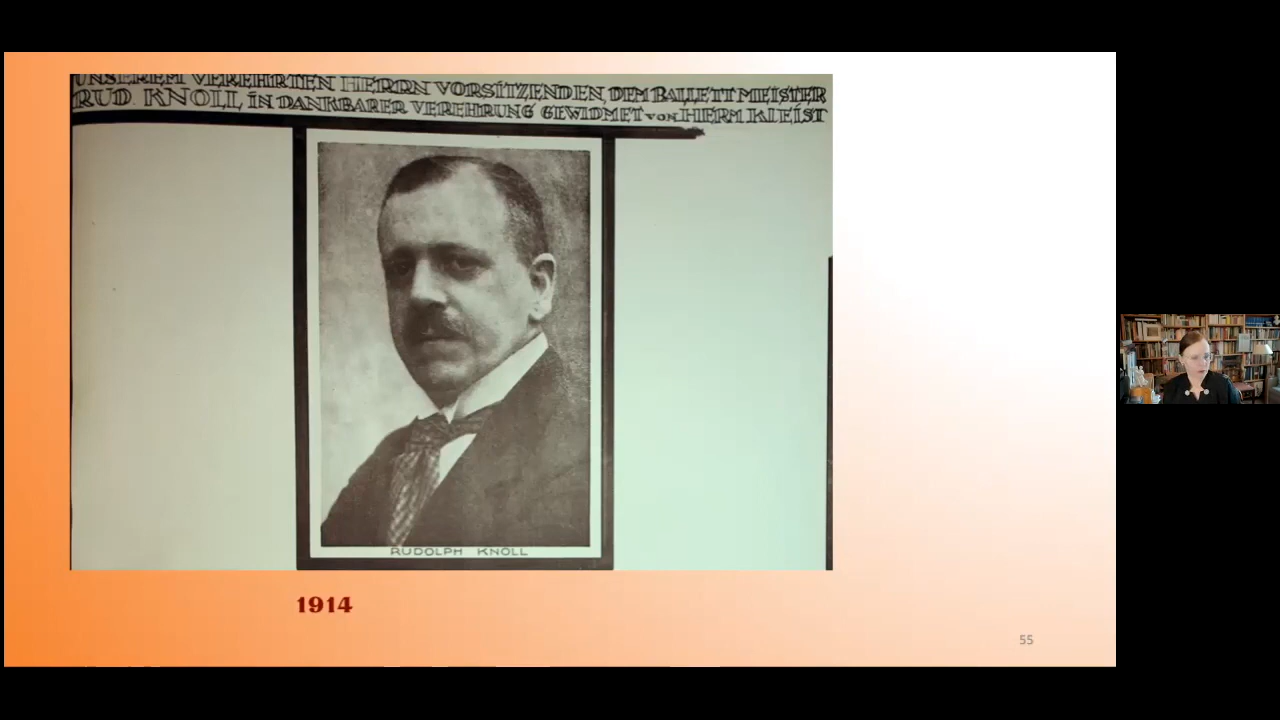 UNSEREM VEREHRTEN HERRN VORSITZENDEN, DEM BALLETTMEISTER
RUD. KNOLL IN DANKBARER VEREHRUNG GEWIDMET VON HERM. KLEIST
RUDOLPH KNOLL
1914
55